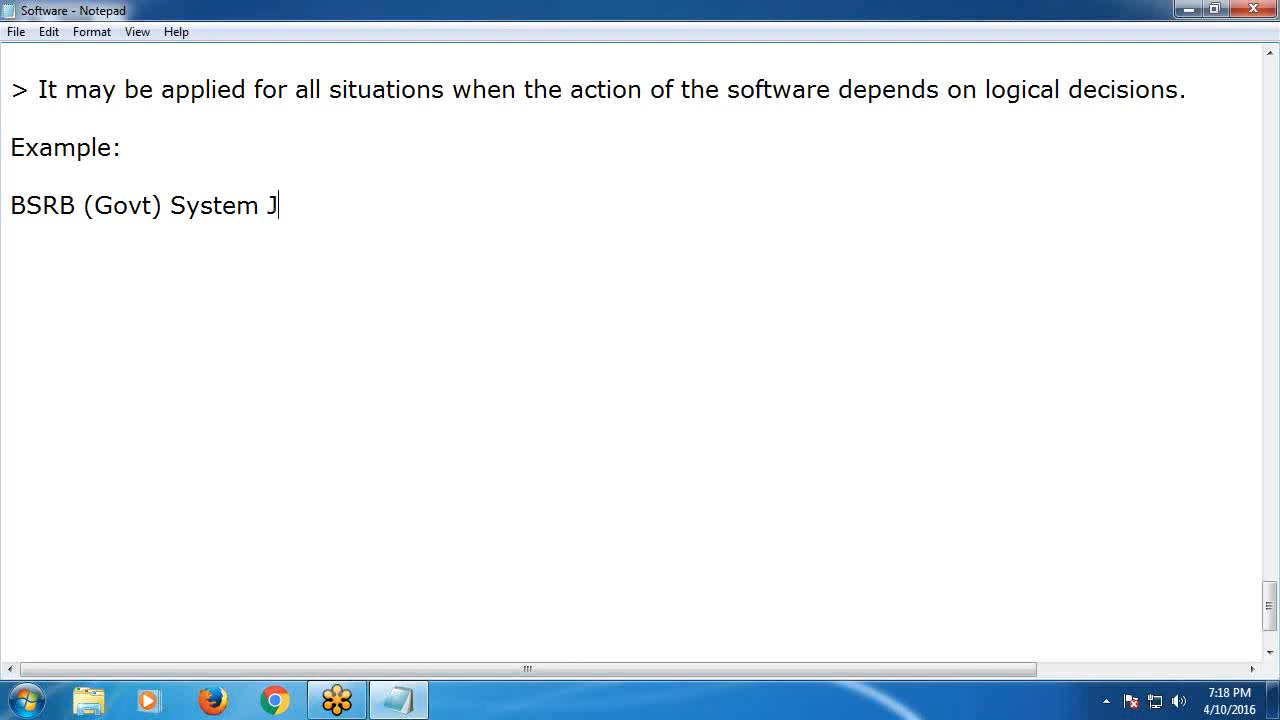 Software - Notepad
File Edit Format View Help
> It may be applied for all situations when the action of the software depends on logical decisions.
Example:
BSRB (Govt) System J
7:18 PM
4/10/2016